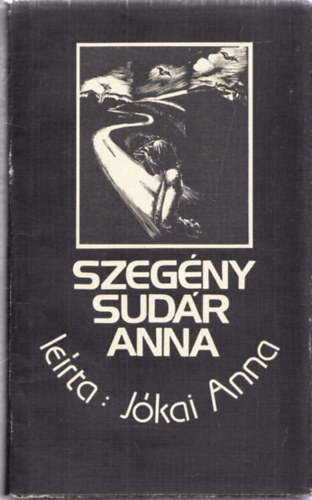 SZEGÉNY
SUDÁR
ANNA
leírta: Jókai Anna